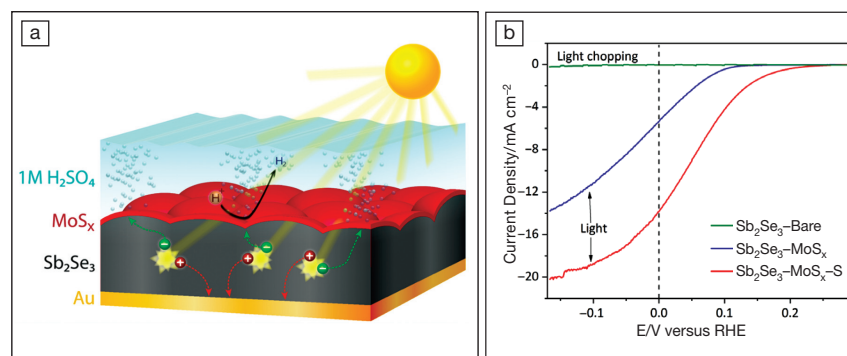 a
1M H₂SO₄
MoSₓ
Sb₂Se₃
Au
H
H₂
−
+
−
+
+
−
b
Light chopping
Light
Sb₂Se₃–Bare
Sb₂Se₃–MoSₓ
Sb₂Se₃–MoSₓ–S
Current Density/mA cm⁻²
0
−4
−8
−12
−16
−20
−0.1
0.0
0.1
0.2
E/V versus RHE